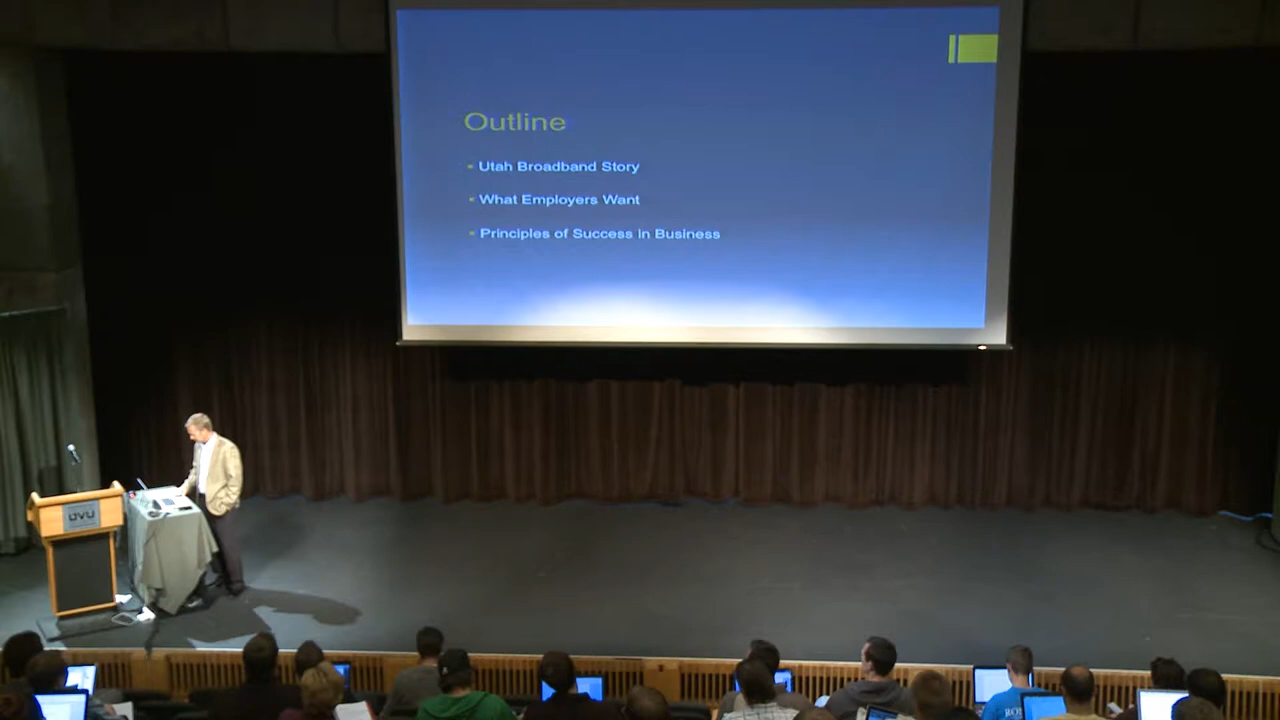 Outline
Utah Broadband Story
What Employers Want
Principles of Success in Business
UVU